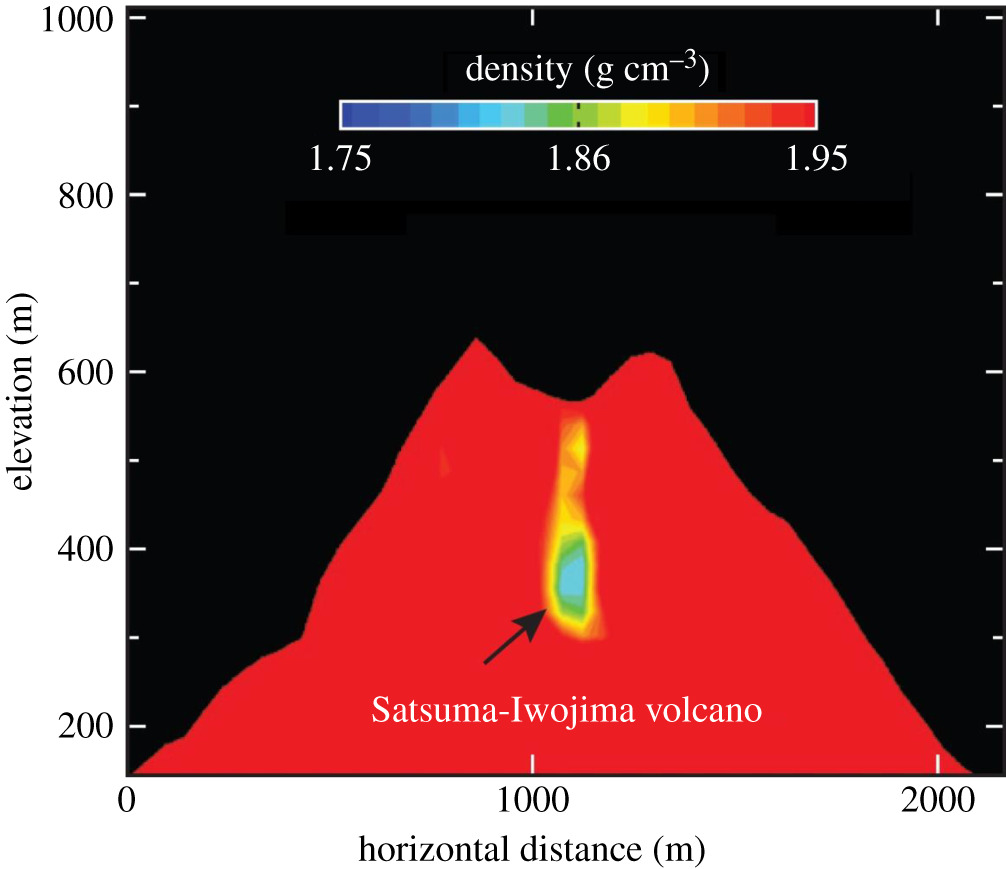 1000
density (g cm⁻³)
1.75 1.86 1.95
800
600
elevation (m)
400
Satsuma-Iwojima volcano
200
0 1000 2000
horizontal distance (m)